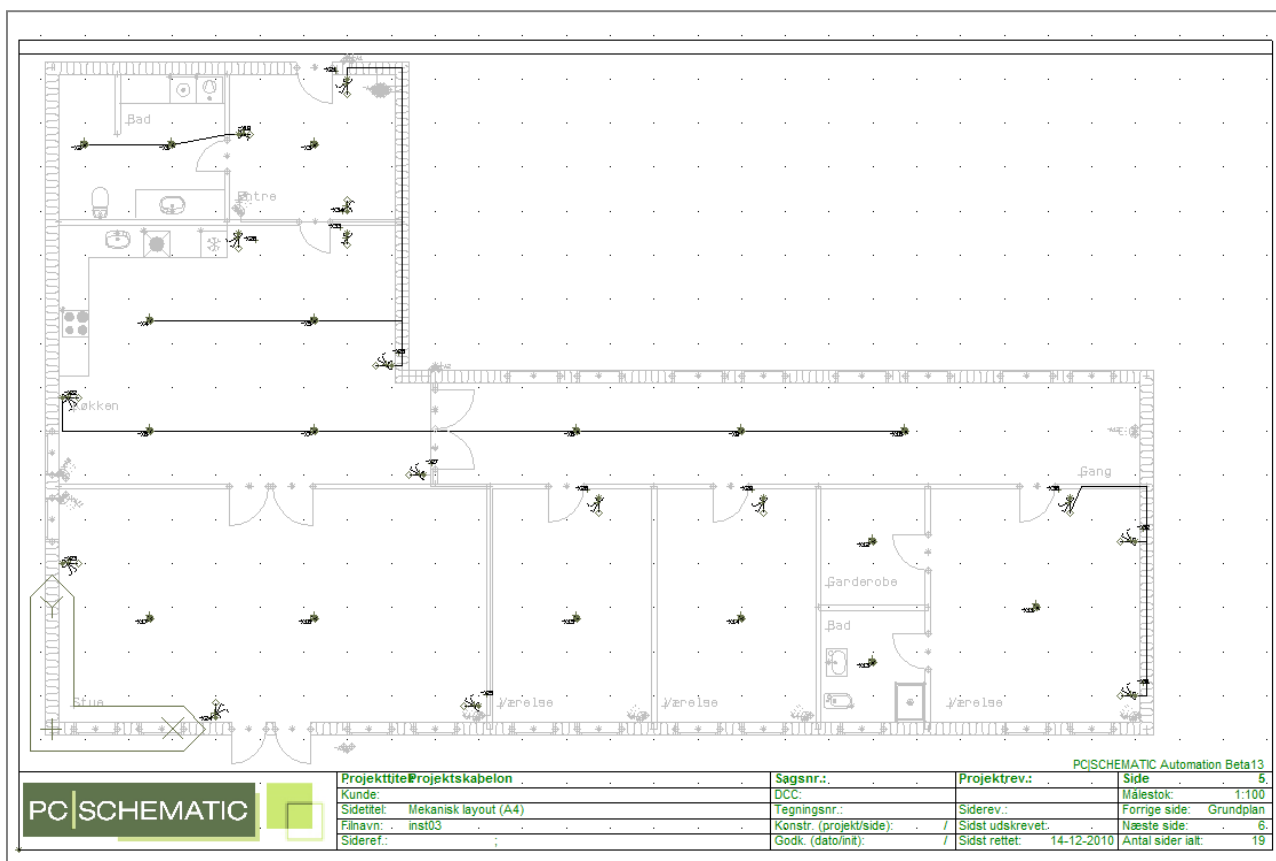 Bad
Entre
Køkken
Gang
Garderobe
Bad
Stue
Værelse
Værelse
Værelse
PC|SCHEMATIC Automation Beta13
PC|SCHEMATIC
Projekttitel Projektskabelon
Kunde:
Sidetitel: Mekanisk layout (A4)
Filnavn: inst03
Sideref.: ;
Sagsnr.:
DCC:
Tegningsnr.:
Konstr. (projekt/side): /
Godk. (dato/init): /
Projektrev.:
Siderev.:
Sidst udskrevet:
Sidst rettet: 14-12-2010
Side 5
Målestok: 1:100
Forrige side: Grundplan
Næste side: 6
Antal sider ialt: 19